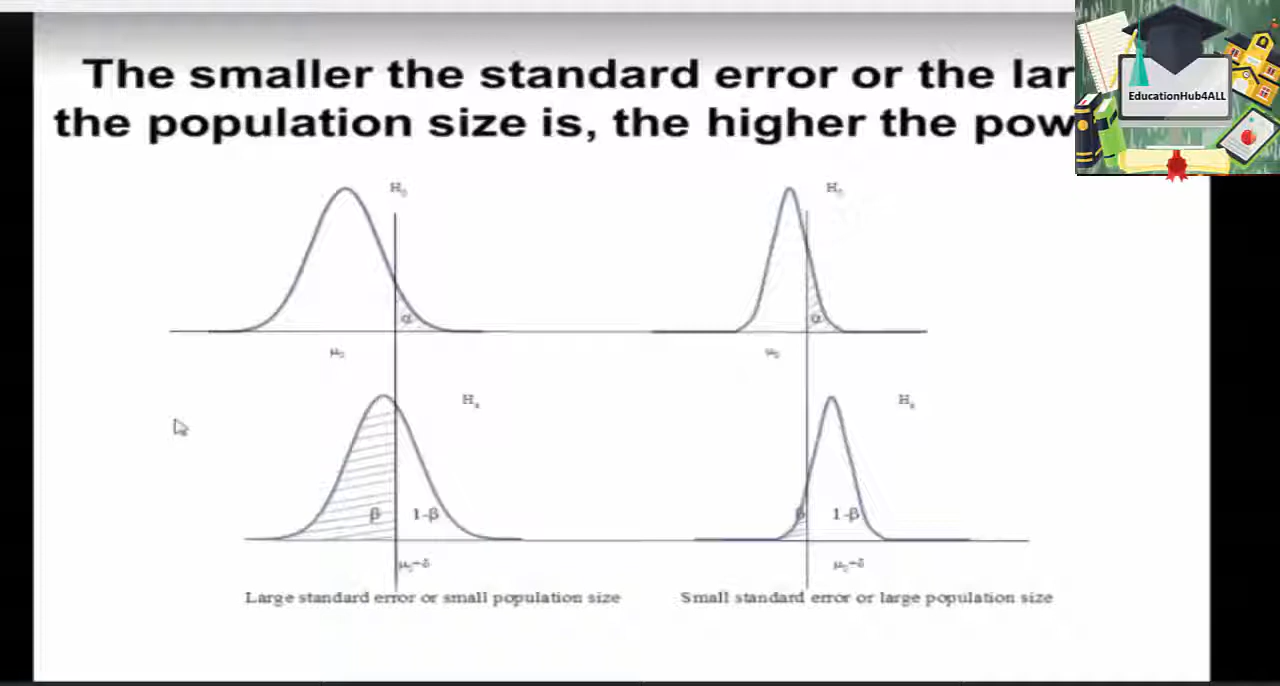 The smaller the standard error or the lar
the population size is, the higher the pow
EducationHub4ALL
H₀
H₀
α
α
μ₀
μ₀
Hₐ
Hₐ
β
1-β
β
1-β
μ₀+δ
μ₀+δ
Large standard error or small population size
Small standard error or large population size